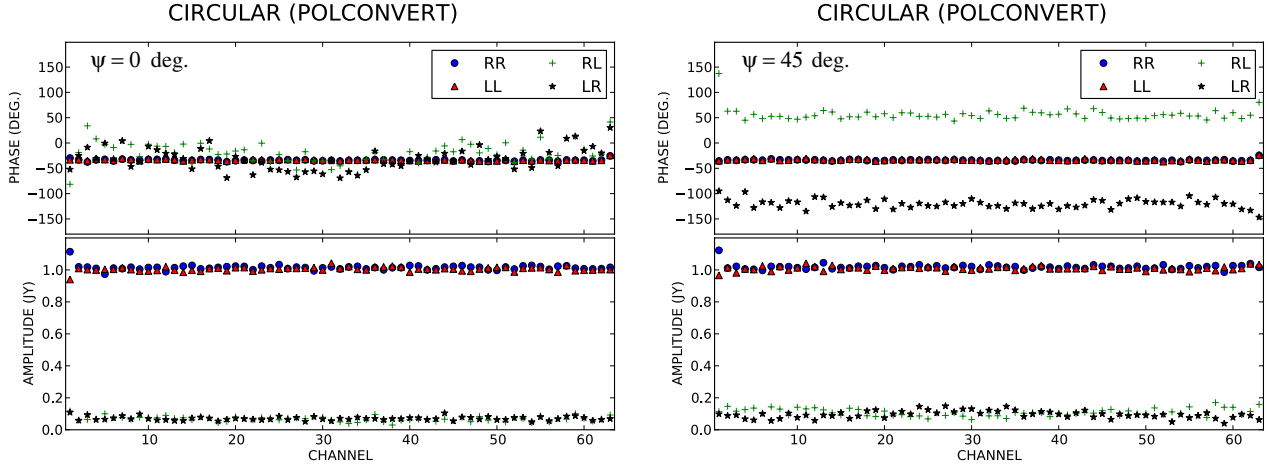 CIRCULAR (POLCONVERT)
ψ = 0 deg.
RR
RL
LL
LR
PHASE (DEG.)
150
100
50
0
−50
−100
−150
AMPLITUDE (JY)
1.0
0.8
0.6
0.4
0.2
0.0
10 20 30 40 50 60
CHANNEL
CIRCULAR (POLCONVERT)
ψ = 45 deg.
RR
RL
LL
LR
PHASE (DEG.)
150
100
50
0
−50
−100
−150
AMPLITUDE (JY)
1.0
0.8
0.6
0.4
0.2
0.0
10 20 30 40 50 60
CHANNEL